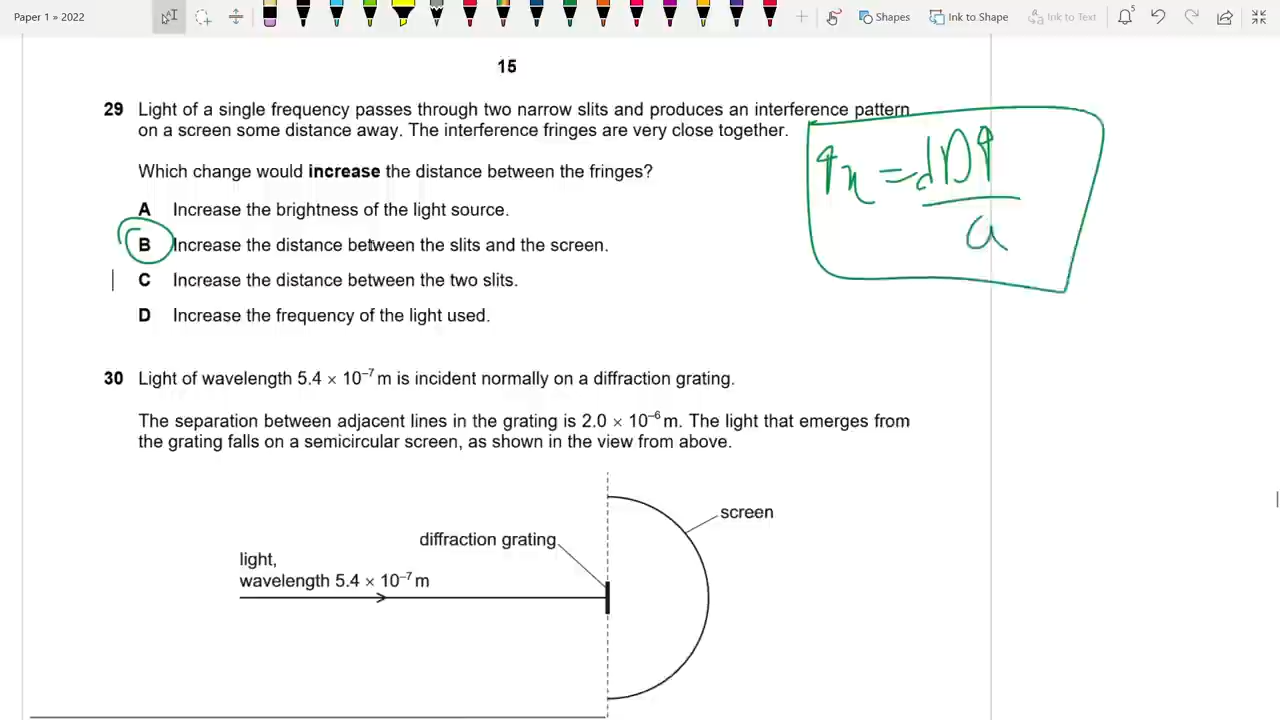 Paper 1 » 2022
Shapes
Ink to Shape
Ink to Text
5
15
29 Light of a single frequency passes through two narrow slits and produces an interference pattern
on a screen some distance away. The interference fringes are very close together.
Which change would increase the distance between the fringes?
A Increase the brightness of the light source.
B Increase the distance between the slits and the screen.
C Increase the distance between the two slits.
D Increase the frequency of the light used.
x = λD
a
30 Light of wavelength 5.4 × 10⁻⁷ m is incident normally on a diffraction grating.
The separation between adjacent lines in the grating is 2.0 × 10⁻⁶ m. The light that emerges from
the grating falls on a semicircular screen, as shown in the view from above.
screen
diffraction grating
light,
wavelength 5.4 × 10⁻⁷ m